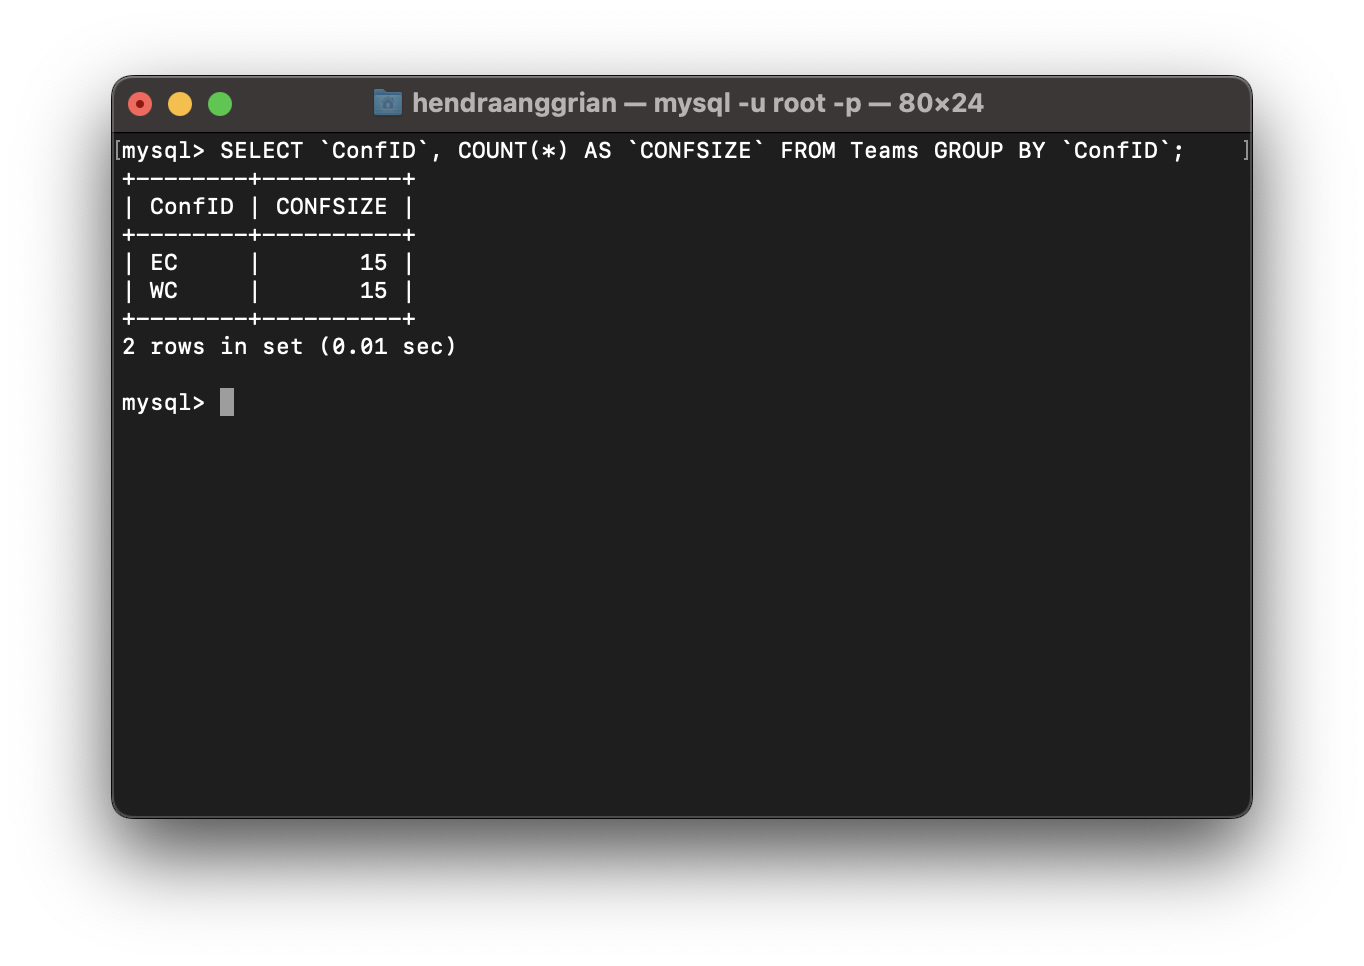 hendraanggrian — mysql -u root -p — 80×24
[mysql> SELECT `ConfID`, COUNT(*) AS `CONFSIZE` FROM Teams GROUP BY `ConfID`;    ]
+--------+----------+
| ConfID | CONFSIZE |
+--------+----------+
| EC     |       15 |
| WC     |       15 |
+--------+----------+
2 rows in set (0.01 sec)
mysql>